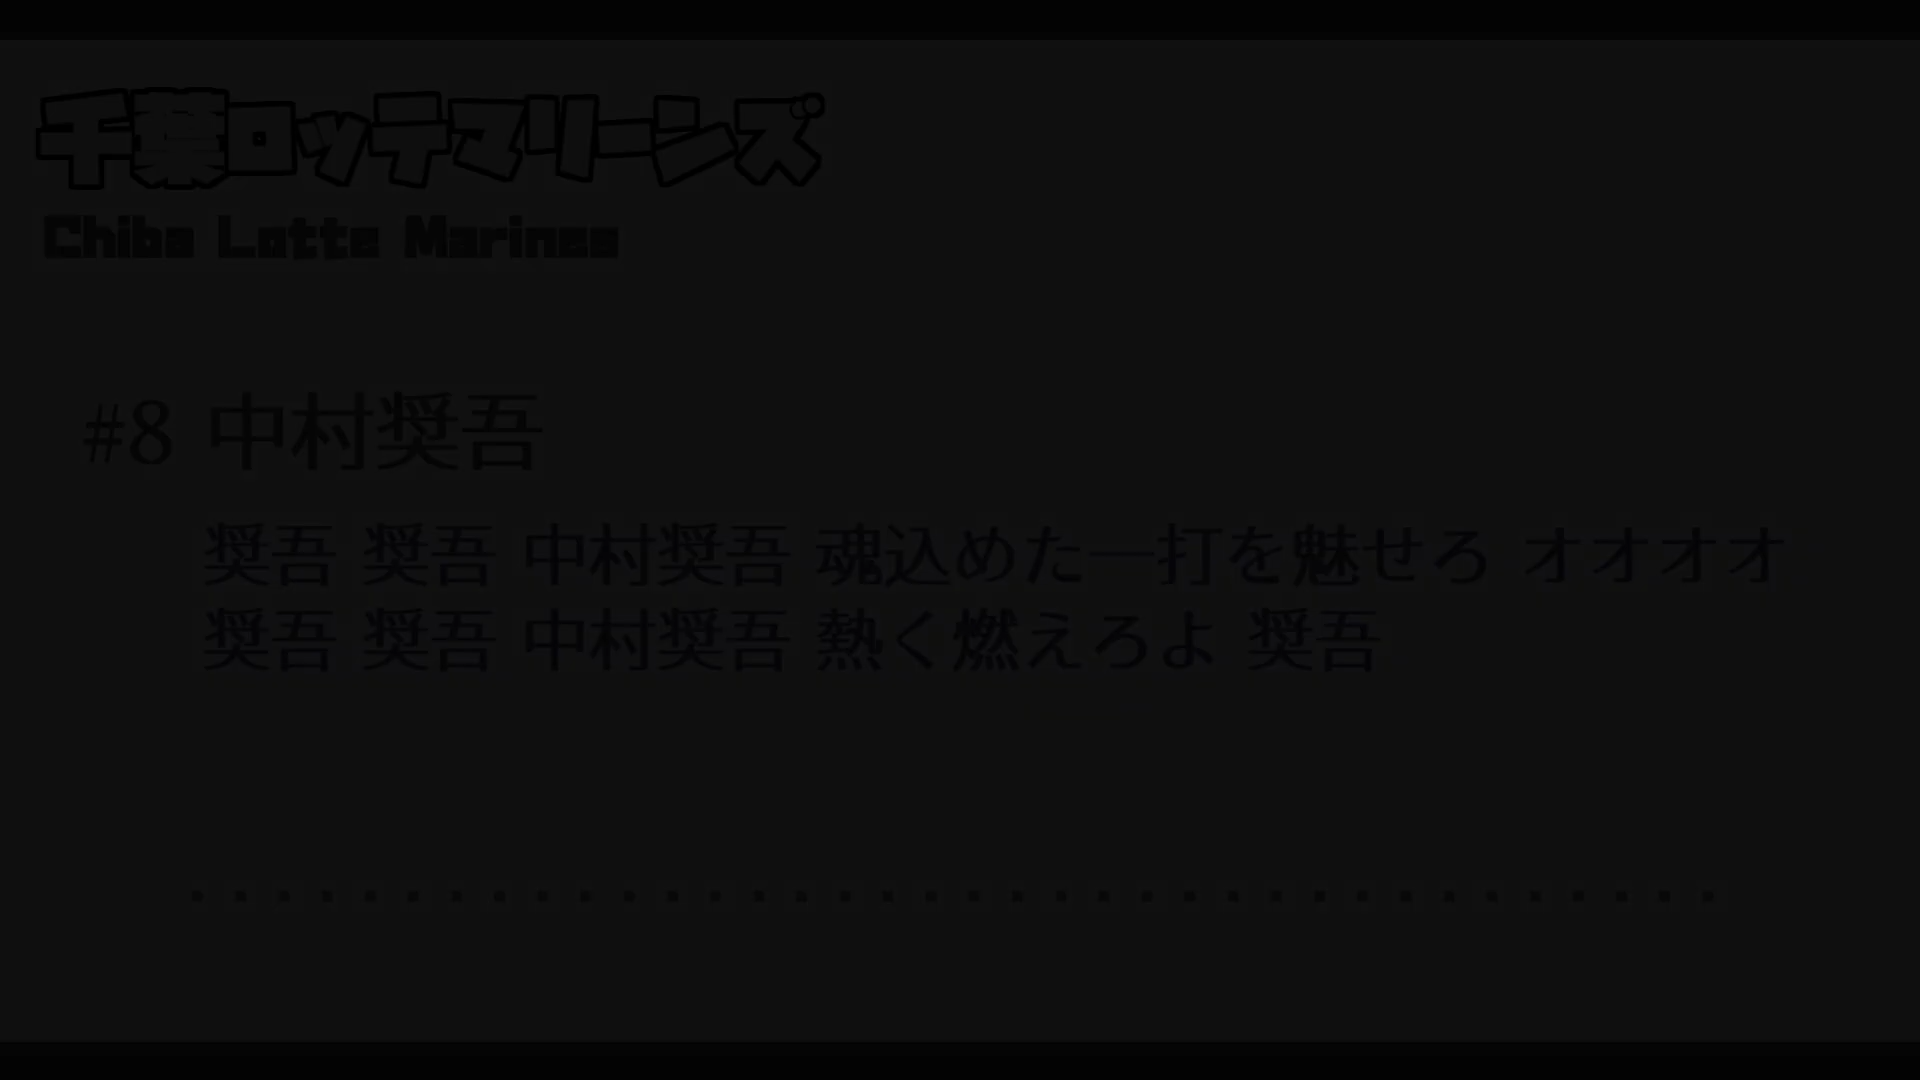 千葉ロッテマリーンズ
Chiba Lotte Marines
#8 中村奨吾
奨吾 奨吾 中村奨吾 魂込めた一打を魅せろ オオオオ
奨吾 奨吾 中村奨吾 熱く燃えろよ 奨吾